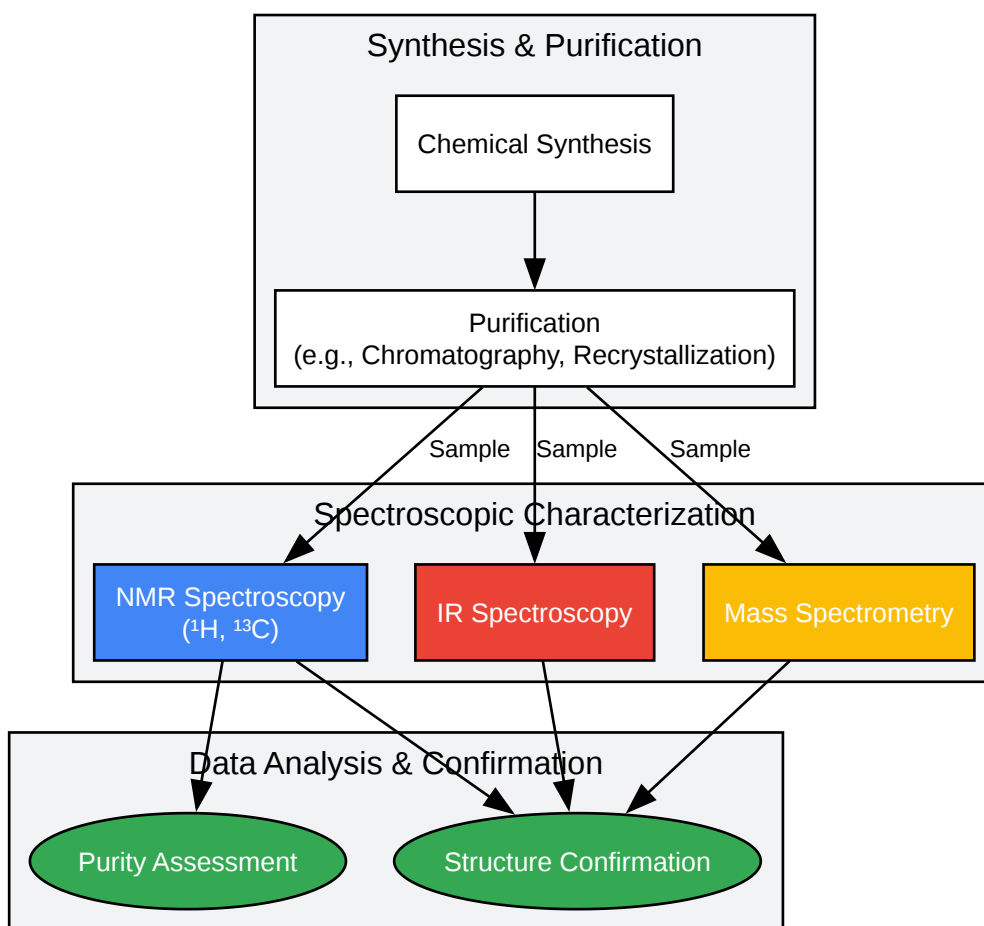 Synthesis & Purification
Chemical Synthesis
Purification
(e.g., Chromatography, Recrystallization)
Sample
Sample
Sample
Spectroscopic Characterization
NMR Spectroscopy
(¹H, ¹³C)
IR Spectroscopy
Mass Spectrometry
Data Analysis & Confirmation
Purity Assessment
Structure Confirmation